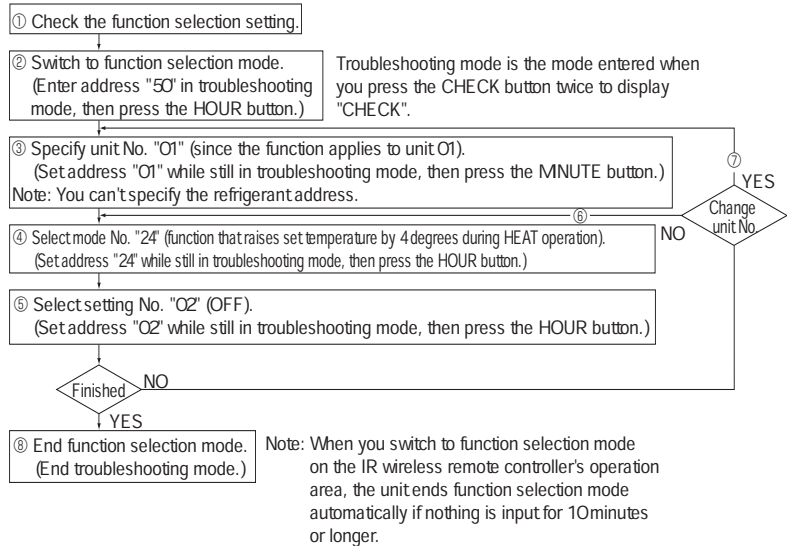 ① Check the function selection setting.
② Switch to function selection mode.
(Enter address "50" in troubleshooting
mode, then press the HOUR button.)
Troubleshooting mode is the mode entered when
you press the CHECK button twice to display
"CHECK".
③ Specify unit No. "01" (since the function applies to unit 01).
(Set address "01" while still in troubleshooting mode, then press the MINUTE button.)
Note: You can't specify the refrigerant address.
⑦
YES
Change
unit No.
⑥
NO
④ Select mode No. "24" (function that raises set temperature by 4 degrees during HEAT operation).
(Set address "24" while still in troubleshooting mode, then press the HOUR button.)
⑤ Select setting No. "02" (OFF).
(Set address "02" while still in troubleshooting mode, then press the HOUR button.)
Finished
NO
YES
⑧ End function selection mode.
(End troubleshooting mode.)
Note: When you switch to function selection mode
on the IR wireless remote controller's operation
area, the unit ends function selection mode
automatically if nothing is input for 10 minutes
or longer.